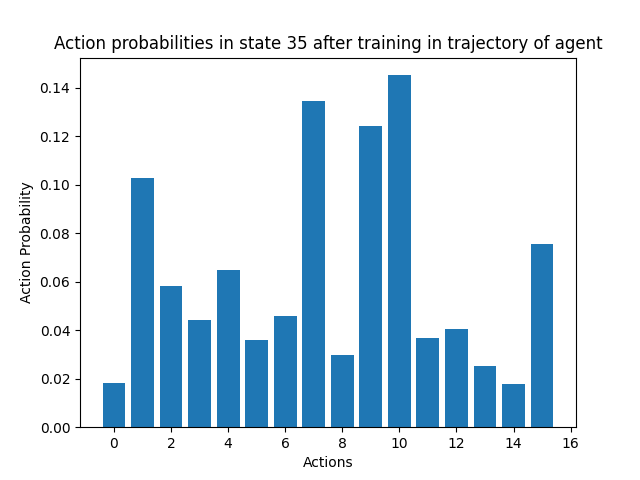 Action probabilities in state 35 after training in trajectory of agent
0.14
0.12
0.10
0.08
0.06
0.04
0.02
0.00
Action Probability
0 2 4 6 8 10 12 14 16
Actions